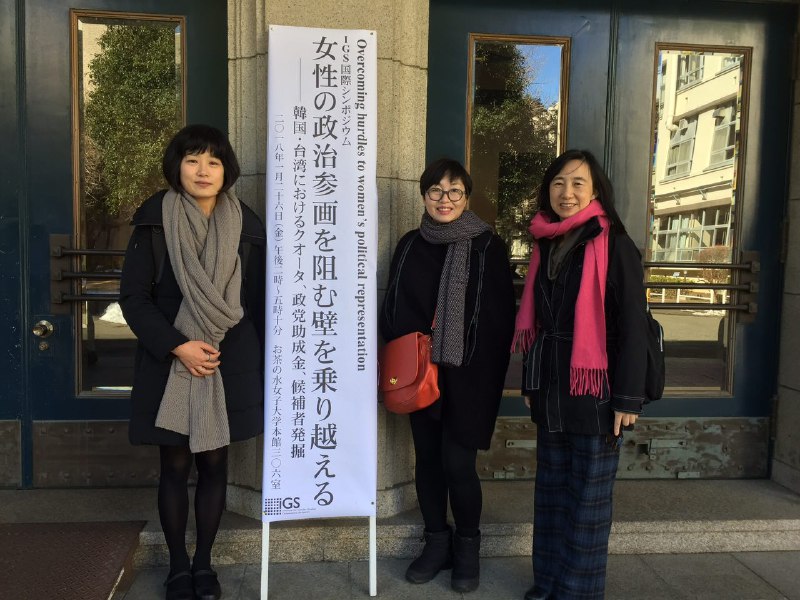 Overcoming hurdles to women's political representation
IGS国際シンポジウム
女性の政治参画を阻む壁を乗り越える
――韓国・台湾におけるクオータ、政党助成金、候補者発掘
二〇一八年一月二十六日（金）午後二時～五時十分　お茶の水女子大学本館三〇六室
IGS